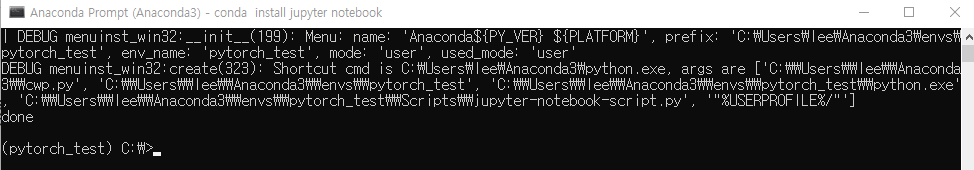 Anaconda Prompt (Anaconda3) - conda  install jupyter notebook
| DEBUG menuinst_win32:__init__(199): Menu: name: 'Anaconda${PY_VER} ${PLATFORM}', prefix: 'C:₩Users₩lee₩Anaconda3₩envs₩
pytorch_test', env_name: 'pytorch_test', mode: 'user', used_mode: 'user'
DEBUG menuinst_win32:create(323): Shortcut cmd is C:₩Users₩lee₩Anaconda3₩python.exe, args are ['C:₩₩Users₩₩lee₩₩Anaconda
3₩₩cwp.py', 'C:₩₩Users₩₩lee₩₩Anaconda3₩₩envs₩₩pytorch_test', 'C:₩₩Users₩₩lee₩₩Anaconda3₩₩envs₩₩pytorch_test₩₩python.exe'
, 'C:₩₩Users₩₩lee₩₩Anaconda3₩₩envs₩₩pytorch_test₩₩Scripts₩₩jupyter-notebook-script.py', '"%USERPROFILE%/"']
done
(pytorch_test) C:₩>